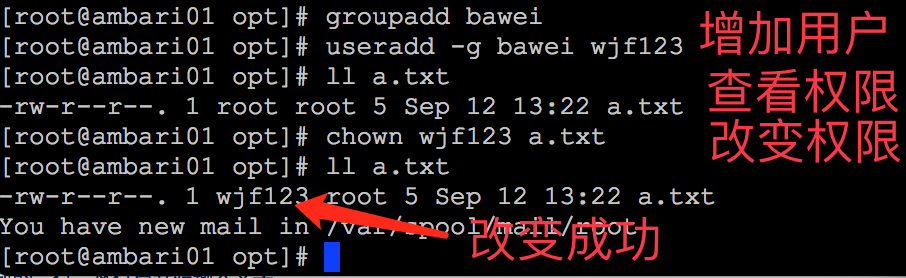 [root@ambari01 opt]# groupadd bawei
[root@ambari01 opt]# useradd -g bawei wjf123 增加用户
[root@ambari01 opt]# ll a.txt
-rw-r--r--. 1 root root 5 Sep 12 13:22 a.txt 查看权限
[root@ambari01 opt]# chown wjf123 a.txt 改变权限
[root@ambari01 opt]# ll a.txt
-rw-r--r--. 1 wjf123 root 5 Sep 12 13:22 a.txt
You have new mail in /var/spool/mail/root
改变成功
[root@ambari01 opt]#